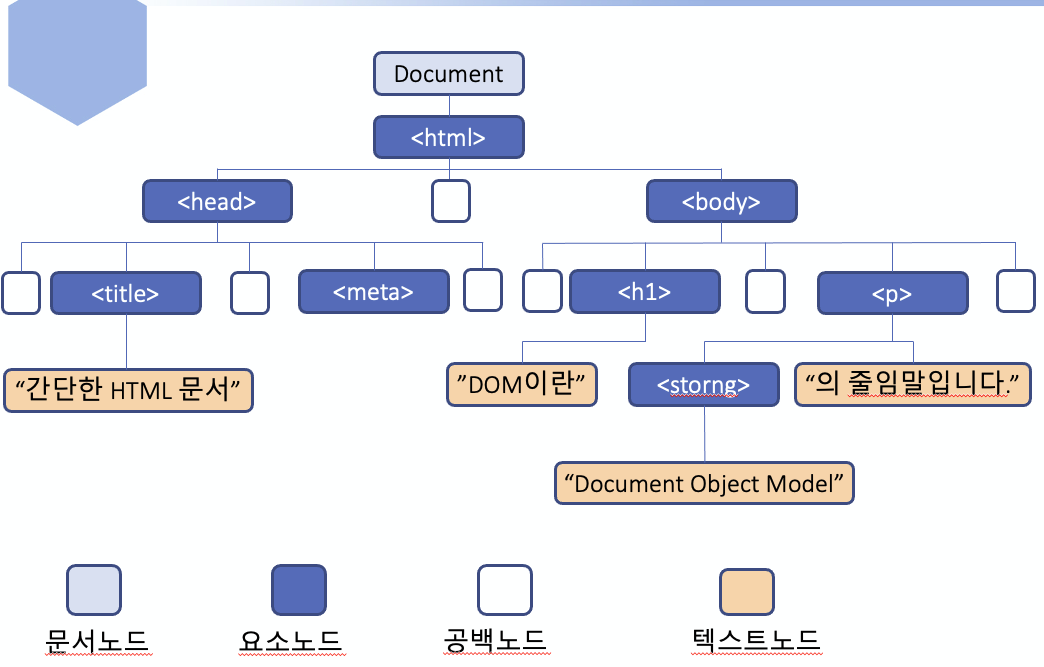 Document
<html>
<head>
<body>
<title>
<meta>
<h1>
<p>
“간단한 HTML 문서”
”DOM이란”
<storng>
“의 줄임말입니다.”
“Document Object Model”
문서노드
요소노드
공백노드
텍스트노드